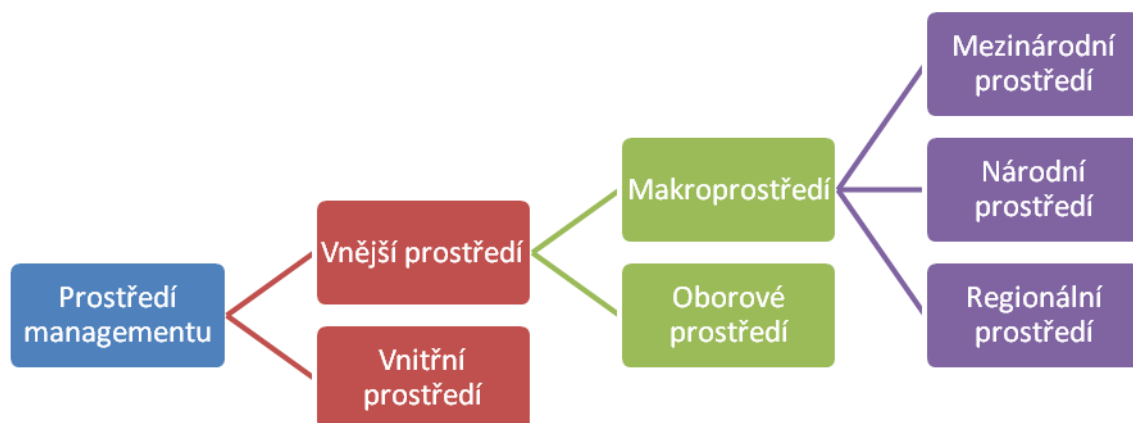 Prostředí
managementu
Vnější prostředí
Vnitřní
prostředí
Makroprostředí
Oborové
prostředí
Mezinárodní
prostředí
Národní
prostředí
Regionální
prostředí